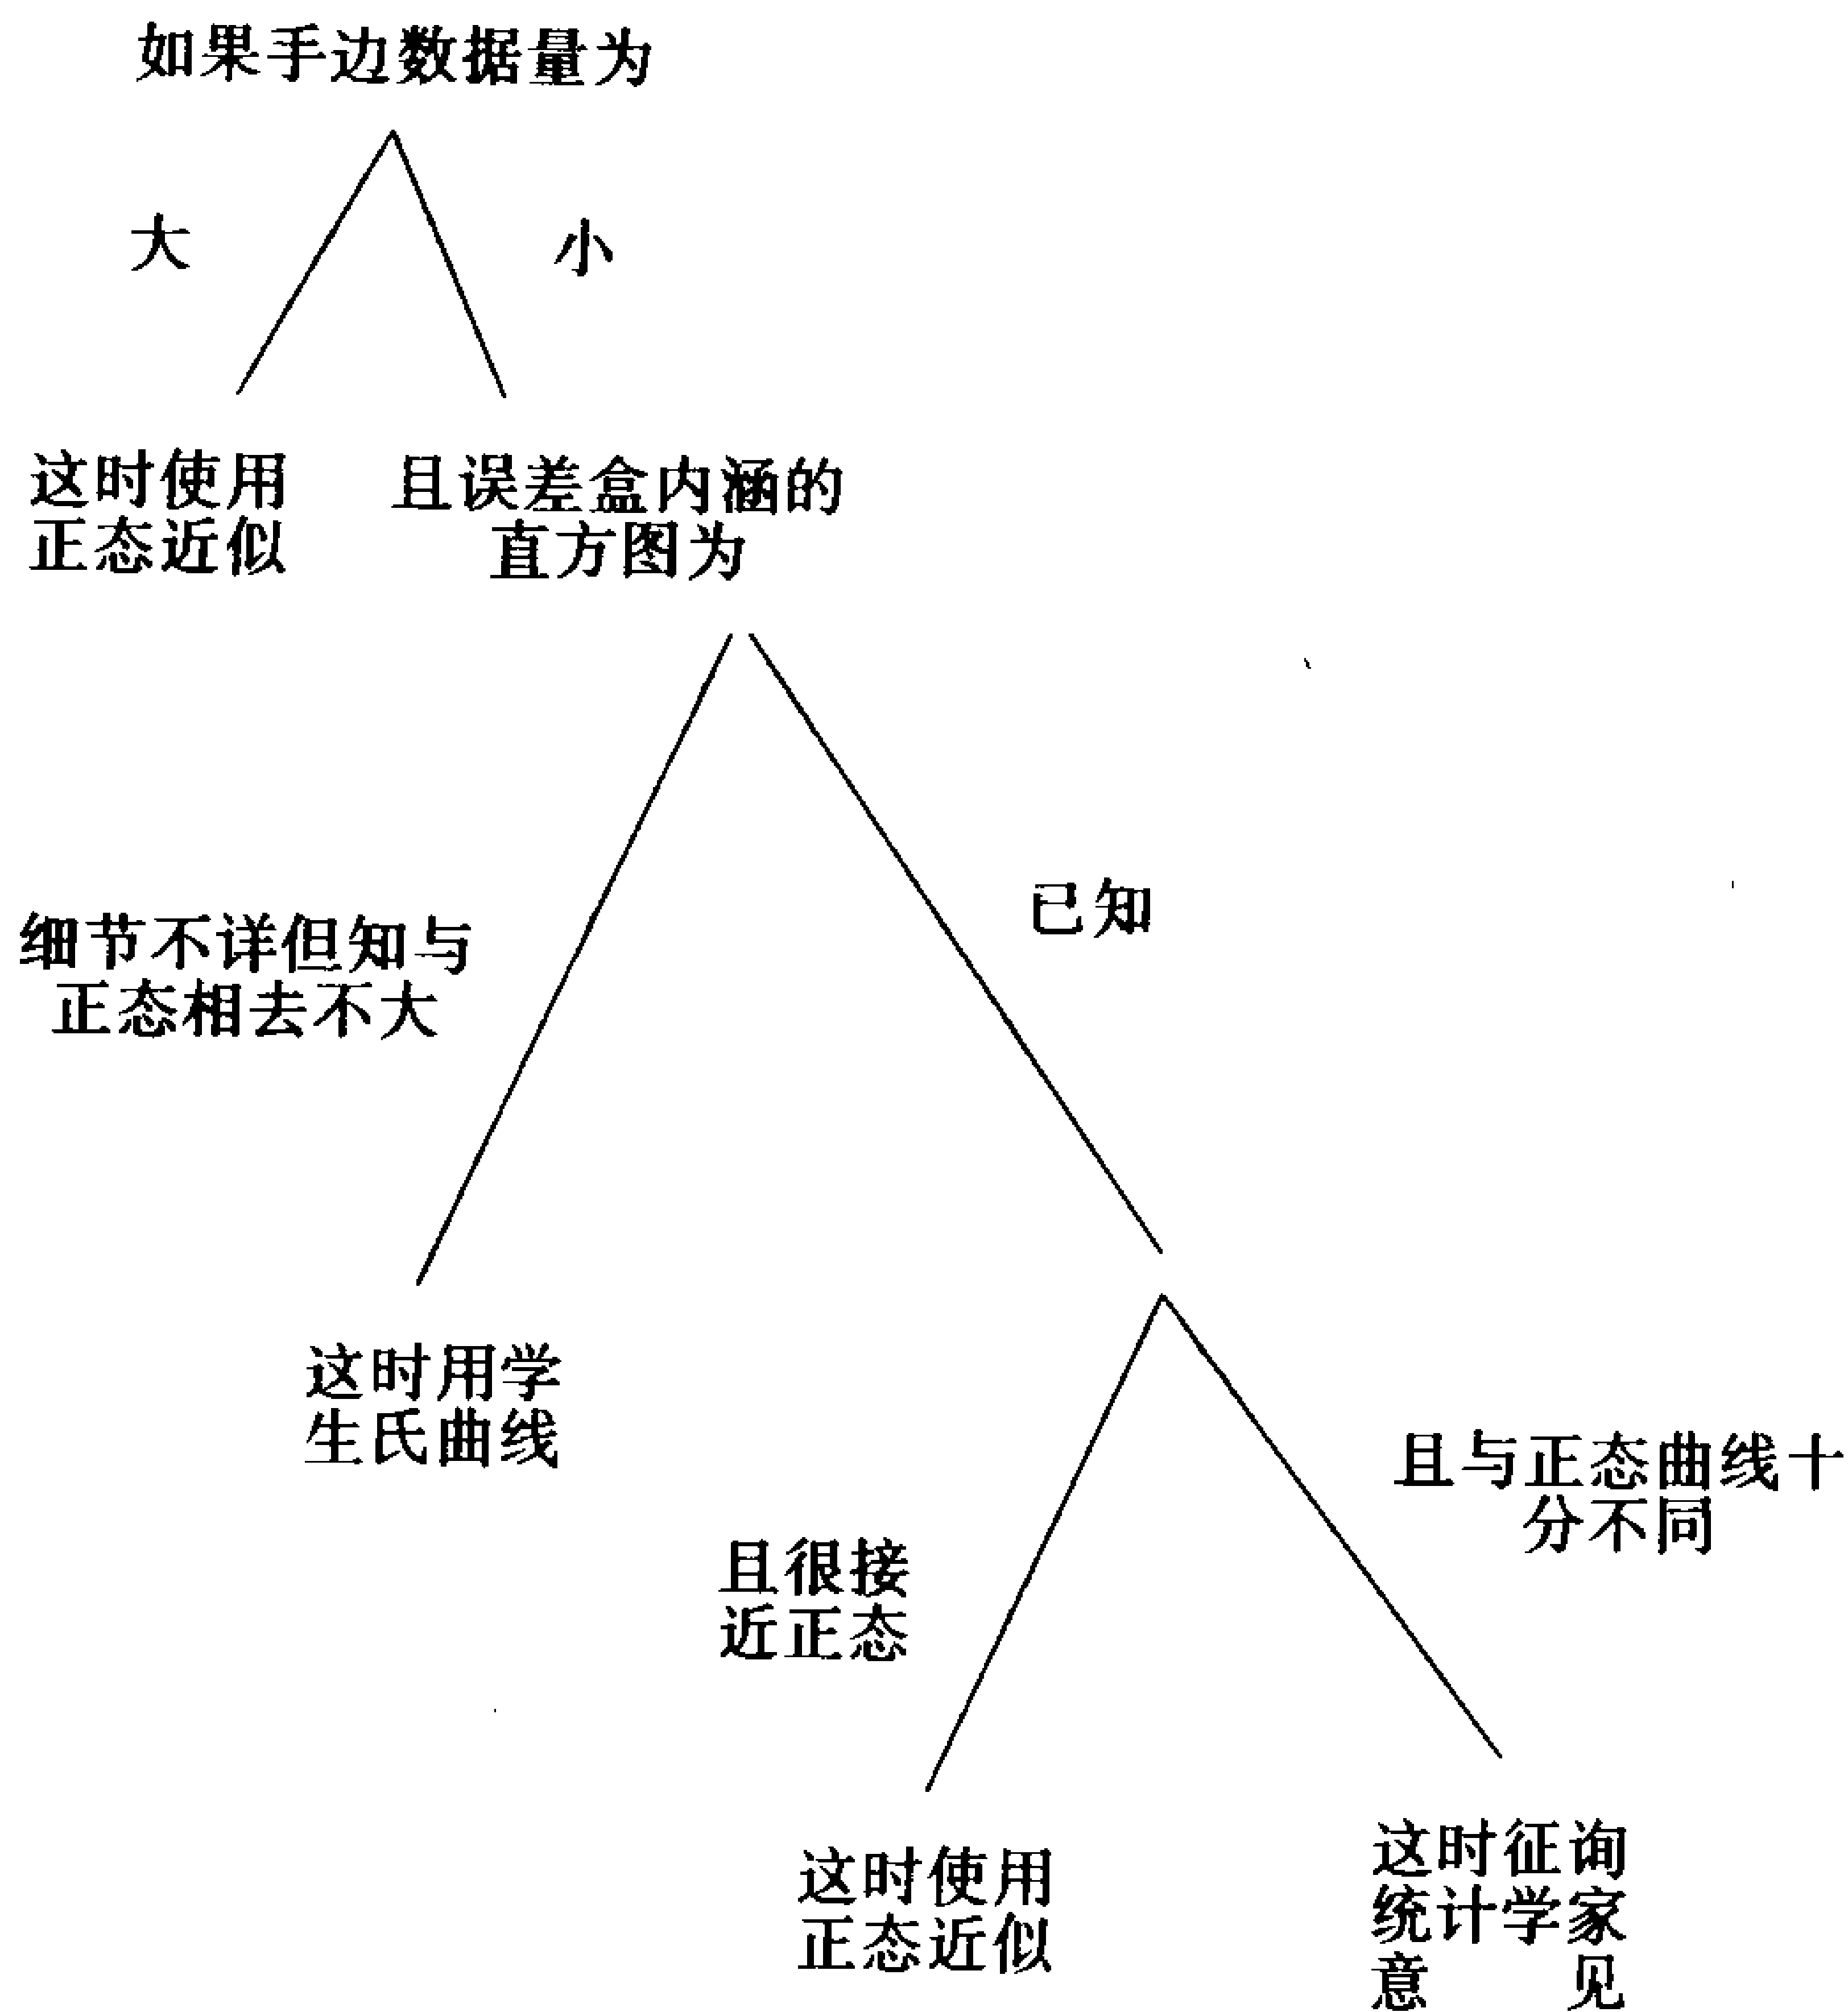 如果手边数据量为
大
小
这时使用
正态近似
且误差盒内涵的
直方图为
细节不详但知与
正态相去不大
已知
这时用学
生氏曲线
且很接
近正态
且与正态曲线十
分不同
这时使用
正态近似
这时征询
统计学家
意 见